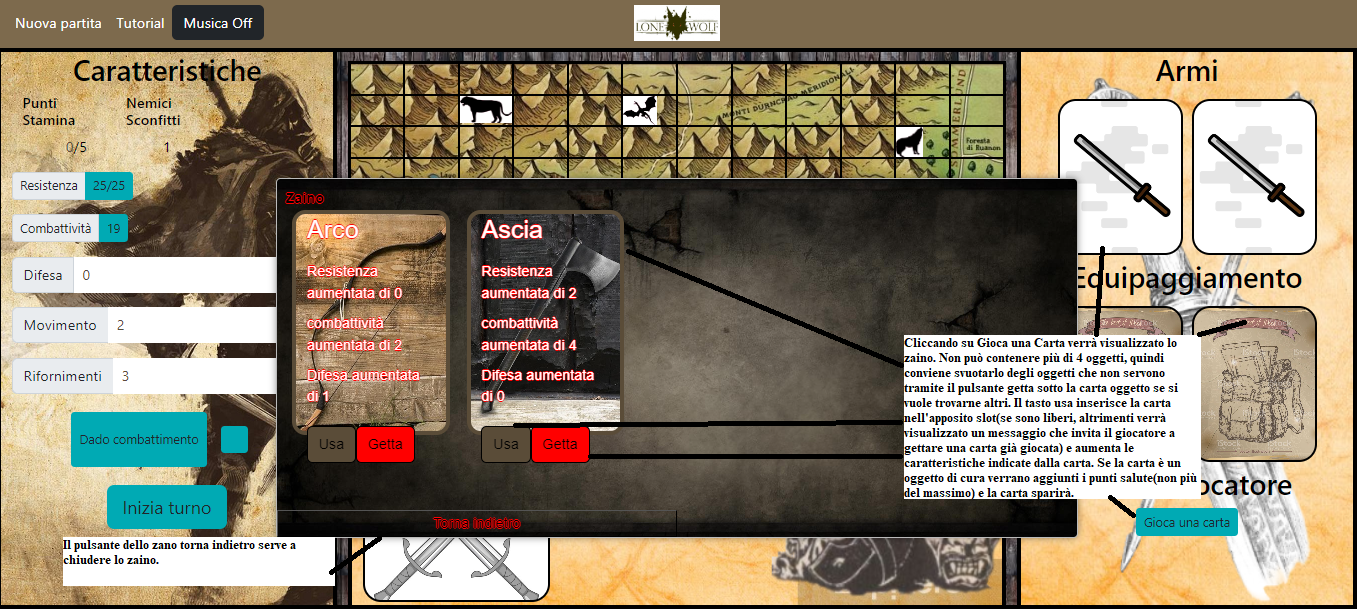 Nuova partita
Tutorial
Musica Off
LONE WOLF
Caratteristiche
Punti
Stamina
Nemici
Sconfitti
0/5
1
Resistenza
25/25
Combattività
19
Difesa
0
Movimento
2
Rifornimenti
3
Dado combattimento
Inizia turno
MONTI DURNCRAG MERIDIONALI
Foresta
di Ruanon
Armi
Equipaggiamento
Zaino
Arco
Resistenza
aumentata di 0
combattività
aumentata di 2
Difesa aumentata
di 1
Usa
Getta
Ascia
Resistenza
aumentata di 2
combattività
aumentata di 4
Difesa aumentata
di 0
Usa
Getta
Torna indietro
Cliccando su Gioca una Carta verrà visualizzato lo
zaino. Non può contenere più di 4 oggetti, quindi
conviene svuotarlo degli oggetti che non servono
tramite il pulsante getta sotto la carta oggetto se si
vuole trovarne altri. Il tasto usa inserisce la carta
nell'apposito slot(se sono liberi, altrimenti verrà
visualizzato un messaggio che invita il giocatore a
gettare una carta già giocata) e aumenta le
caratteristiche indicate dalla carta. Se la carta è un
oggetto di cura verrano aggiunti i punti salute(non più
del massimo) e la carta sparirà.
ocatore
Gioca una carta
Il pulsante dello zano torna indietro serve a
chiudere lo zaino.